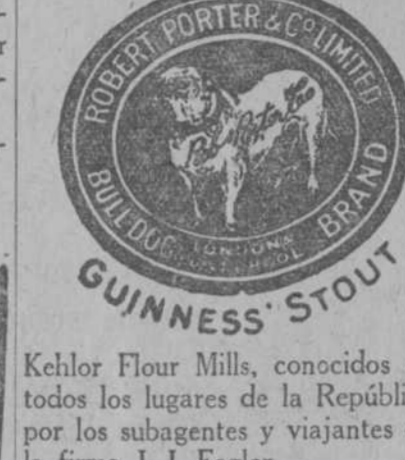 ROBERT PORTER & Cº LIMITED
BULLDOG BRAND
LONDON &
GUINNESS' STOUT
Kehlor Flour Mills, conocidos
todos los lugares de la Repúbli
por los subagentes y viajantes